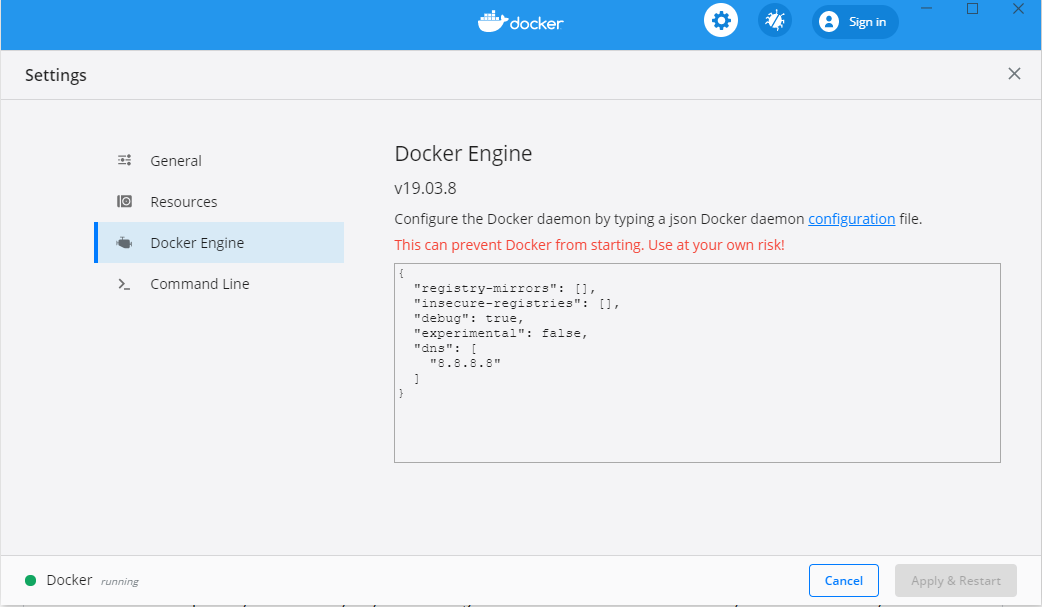 docker
Sign in
Settings
General
Resources
Docker Engine
Command Line
Docker Engine
v19.03.8
Configure the Docker daemon by typing a json Docker daemon configuration file.
This can prevent Docker from starting. Use at your own risk!
{
  "registry-mirrors": [],
  "insecure-registries": [],
  "debug": true,
  "experimental": false,
  "dns": [
    "8.8.8.8"
  ]
}
Docker running
Cancel
Apply & Restart